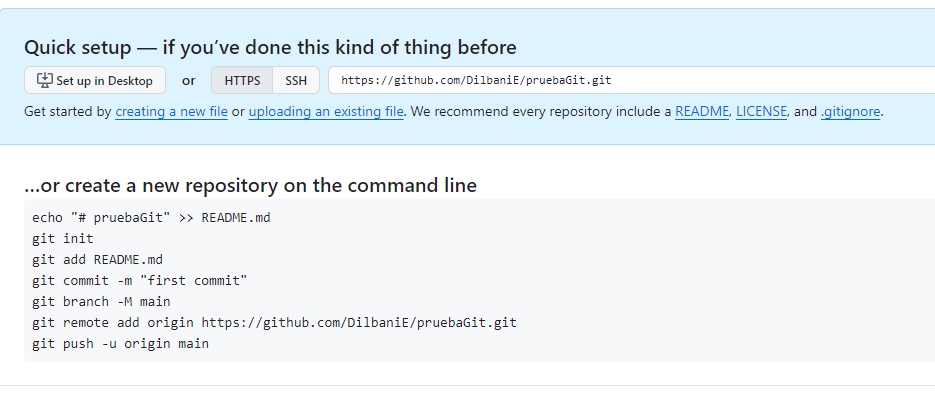 Quick setup — if you’ve done this kind of thing before
Set up in Desktop or HTTPS SSH https://github.com/DilbaniE/pruebaGit.git
Get started by creating a new file or uploading an existing file. We recommend every repository include a README, LICENSE, and .gitignore.
…or create a new repository on the command line
echo "# pruebaGit" >> README.md
git init
git add README.md
git commit -m "first commit"
git branch -M main
git remote add origin https://github.com/DilbaniE/pruebaGit.git
git push -u origin main